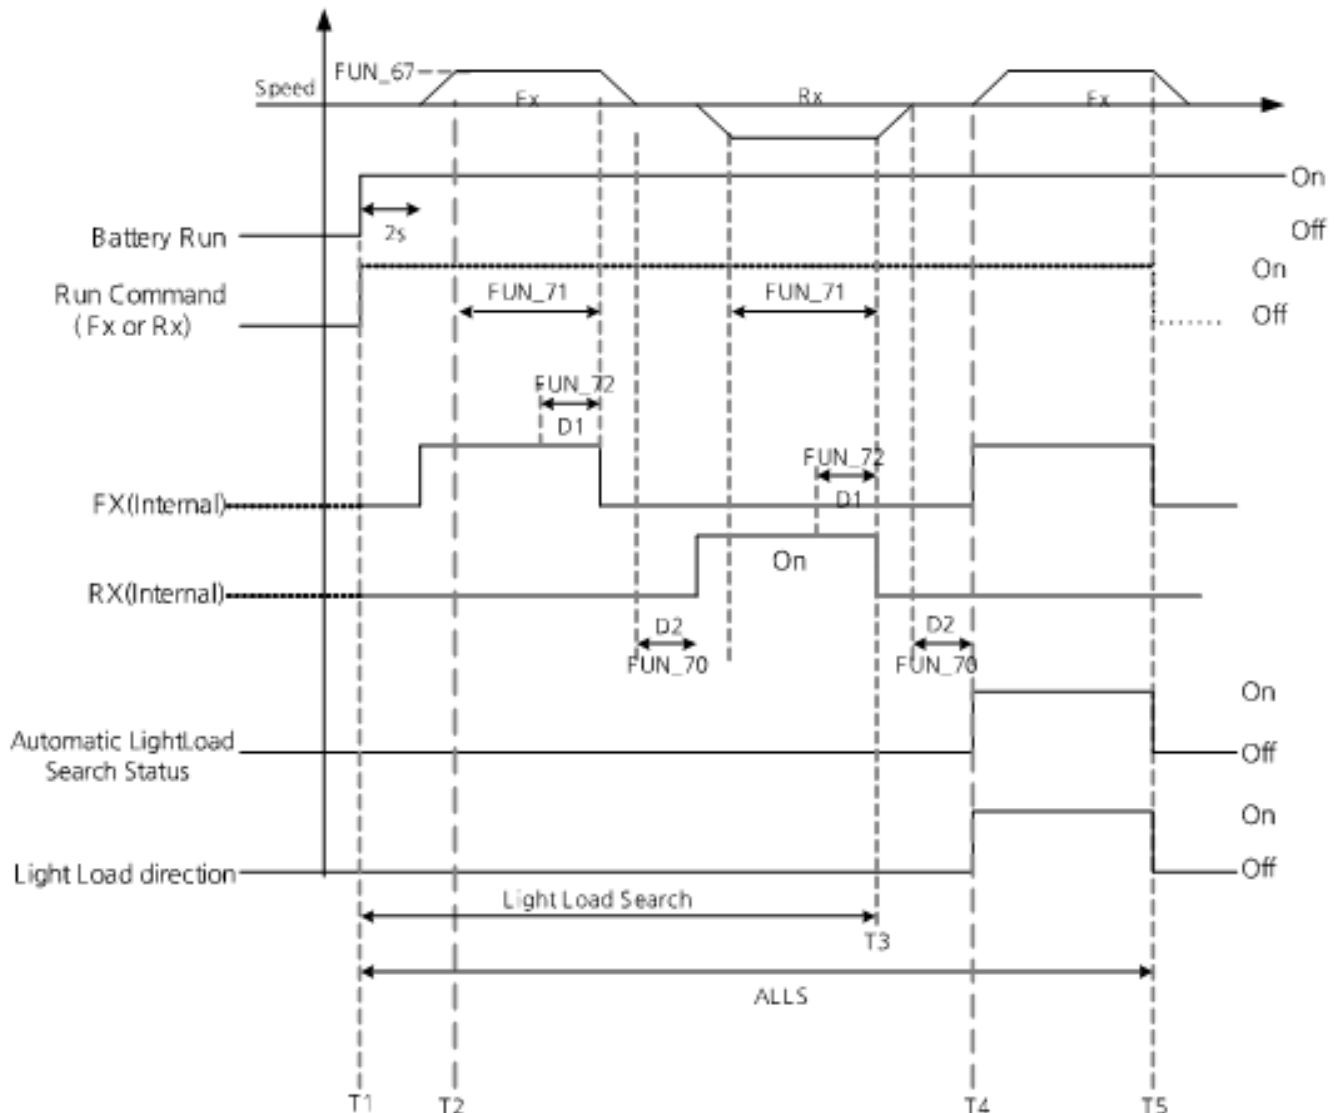 FUN_67
Speed
Fx
Rx
Fx
On
2s
Battery Run
Off
On
Run Command
(Fx or Rx)
FUN_71
FUN_71
Off
FUN_72
D1
FUN_72
D1
FX(Internal)
On
RX(Internal)
D2
FUN_70
D2
FUN_70
On
Automatic LightLoad
Search Status
Off
On
Light Load direction
Off
Light Load Search
T3
ALLS
T1
T2
T4
T5